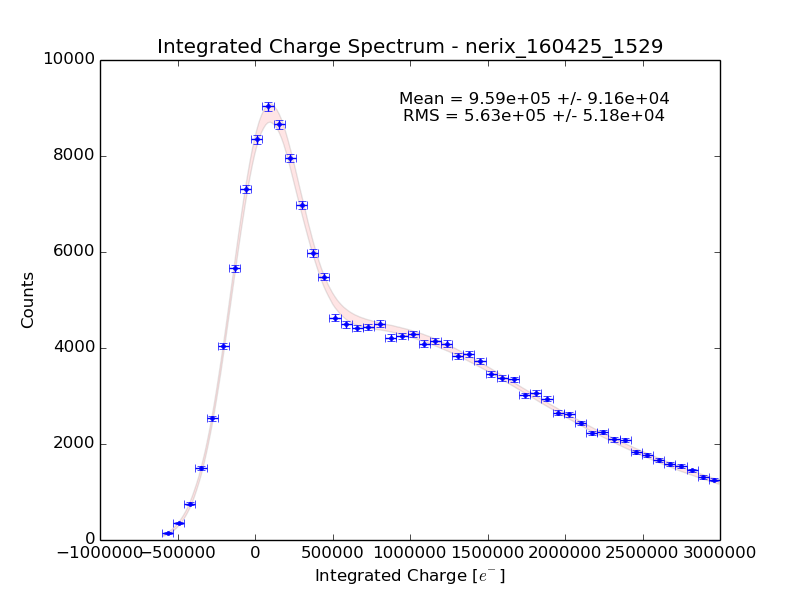 Integrated Charge Spectrum - nerix_160425_1529
10000
Mean = 9.59e+05 +/- 9.16e+04
RMS = 5.63e+05 +/- 5.18e+04
8000
6000
Counts
4000
2000
0
−1000000 −500000 0 500000 1000000 1500000 2000000 2500000 3000000
Integrated Charge [e⁻]